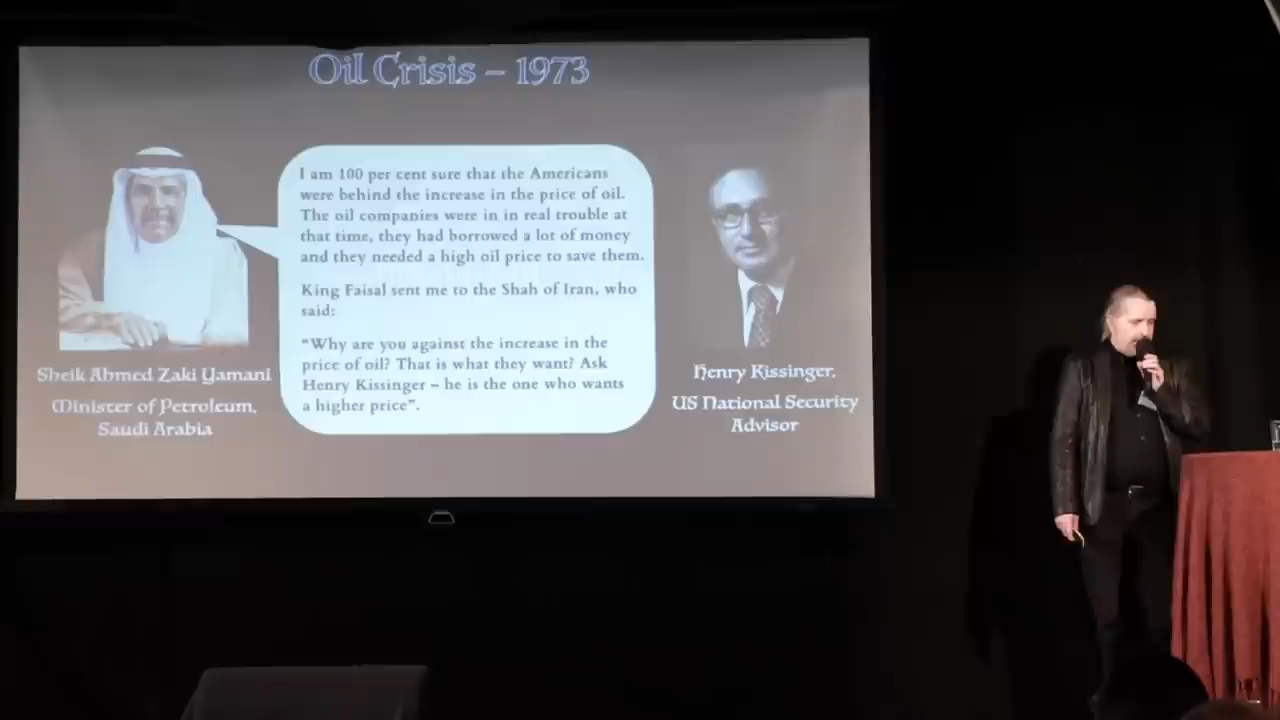 Oil Crisis – 1973
I am 100 per cent sure that the Americans
were behind the increase in the price of oil.
The oil companies were in in real trouble at
that time, they had borrowed a lot of money
and they needed a high oil price to save them.
King Faisal sent me to the Shah of Iran, who
said:
“Why are you against the increase in the
price of oil? That is what they want? Ask
Henry Kissinger – he is the one who wants
a higher price”.
Sheik Ahmed Zaki Yamani
Minister of Petroleum,
Saudi Arabia
Henry Kissinger,
US National Security
Advisor